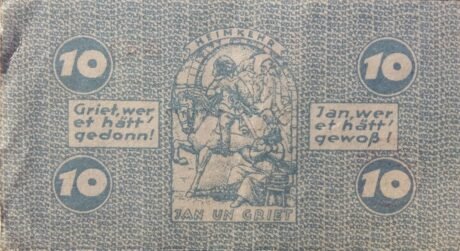 HEIMKEHR
10
10
Griet, wer
et hätt'
gedonn!
Jan, wer
et hätt'
gewoß!
10
10
JAN UN GRIET